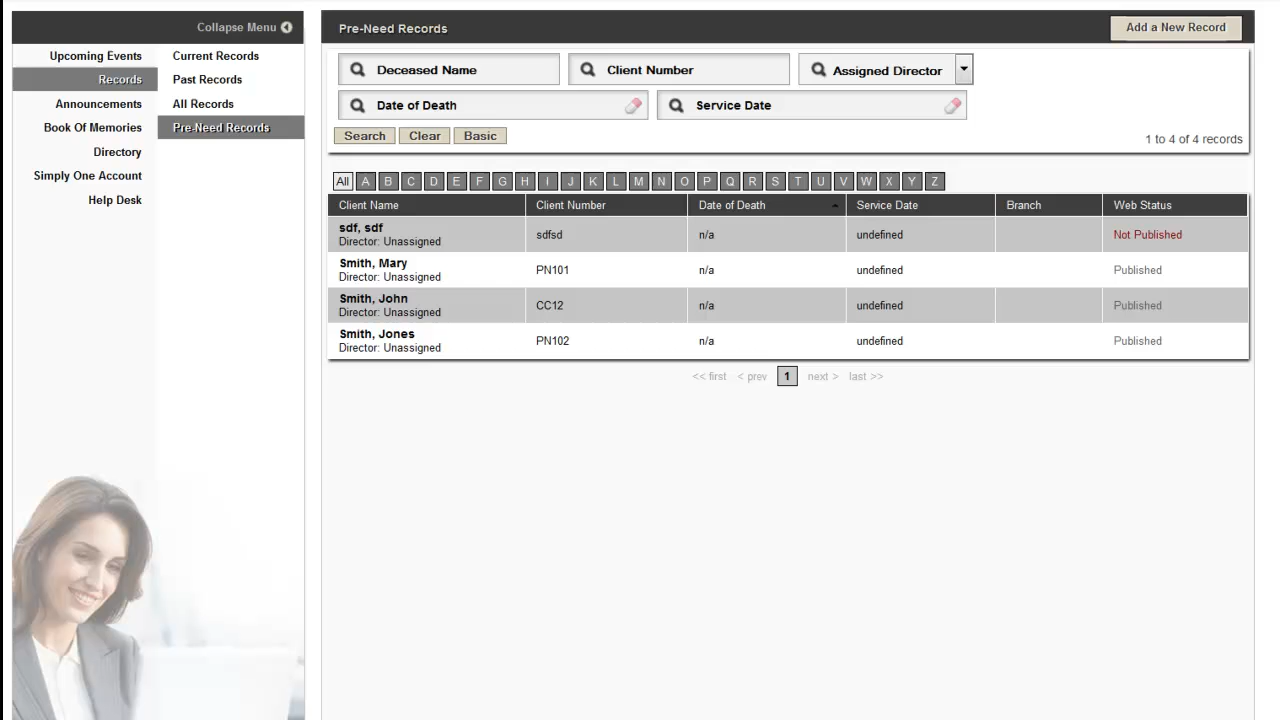 Collapse Menu
Upcoming Events
Records
Announcements
Book Of Memories
Directory
Simply One Account
Help Desk
Current Records
Past Records
All Records
Pre-Need Records
Pre-Need Records
Add a New Record
Deceased Name Client Number Assigned Director
Date of Death Service Date
Search Clear Basic
1 to 4 of 4 records
All A B C D E F G H I J K L M N O P Q R S T U V W X Y Z
Client Name Client Number Date of Death Service Date Branch Web Status
sdf, sdf
Director: Unassigned sdfsd n/a undefined Not Published
Smith, Mary
Director: Unassigned PN101 n/a undefined Published
Smith, John
Director: Unassigned CC12 n/a undefined Published
Smith, Jones
Director: Unassigned PN102 n/a undefined Published
<< first < prev 1 next > last >>